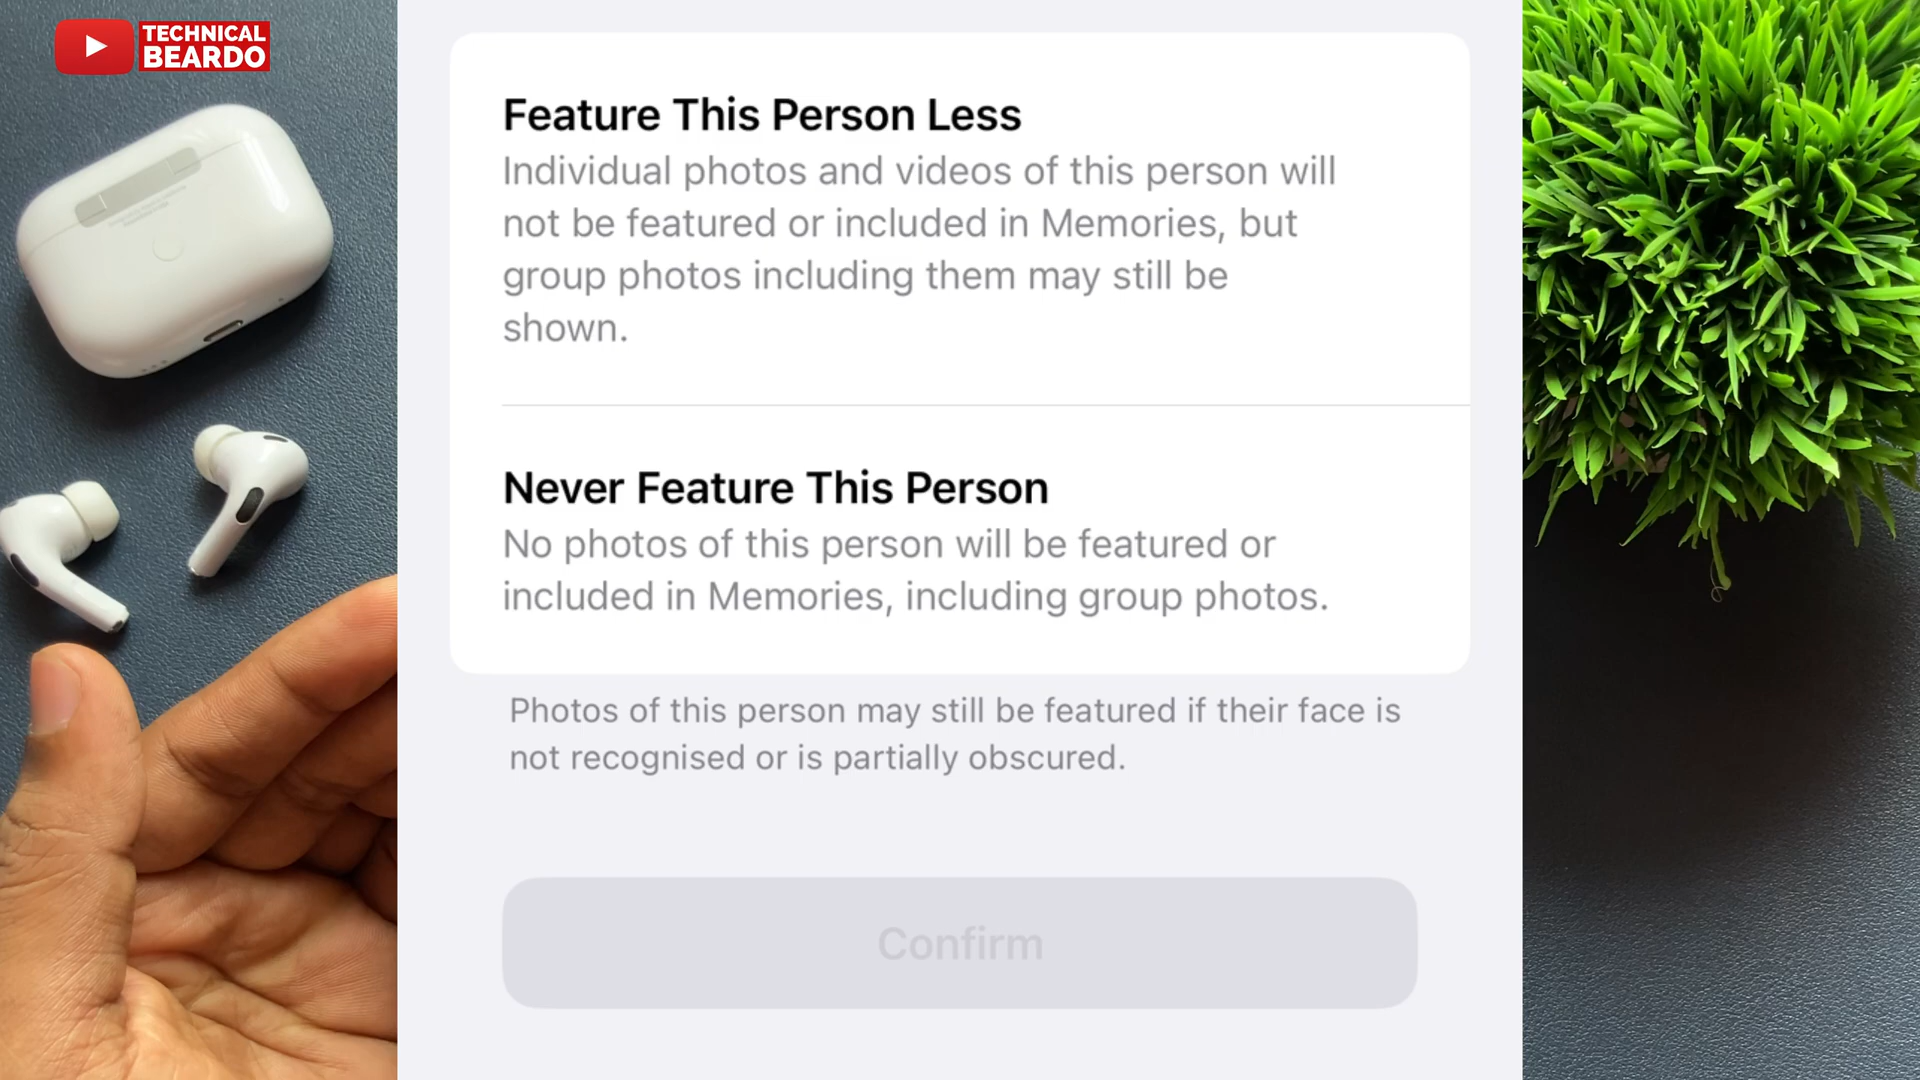 TECHNICAL
BEARDO
Feature This Person Less
Individual photos and videos of this person will
not be featured or included in Memories, but
group photos including them may still be
shown.
Never Feature This Person
No photos of this person will be featured or
included in Memories, including group photos.
Photos of this person may still be featured if their face is
not recognised or is partially obscured.
Confirm